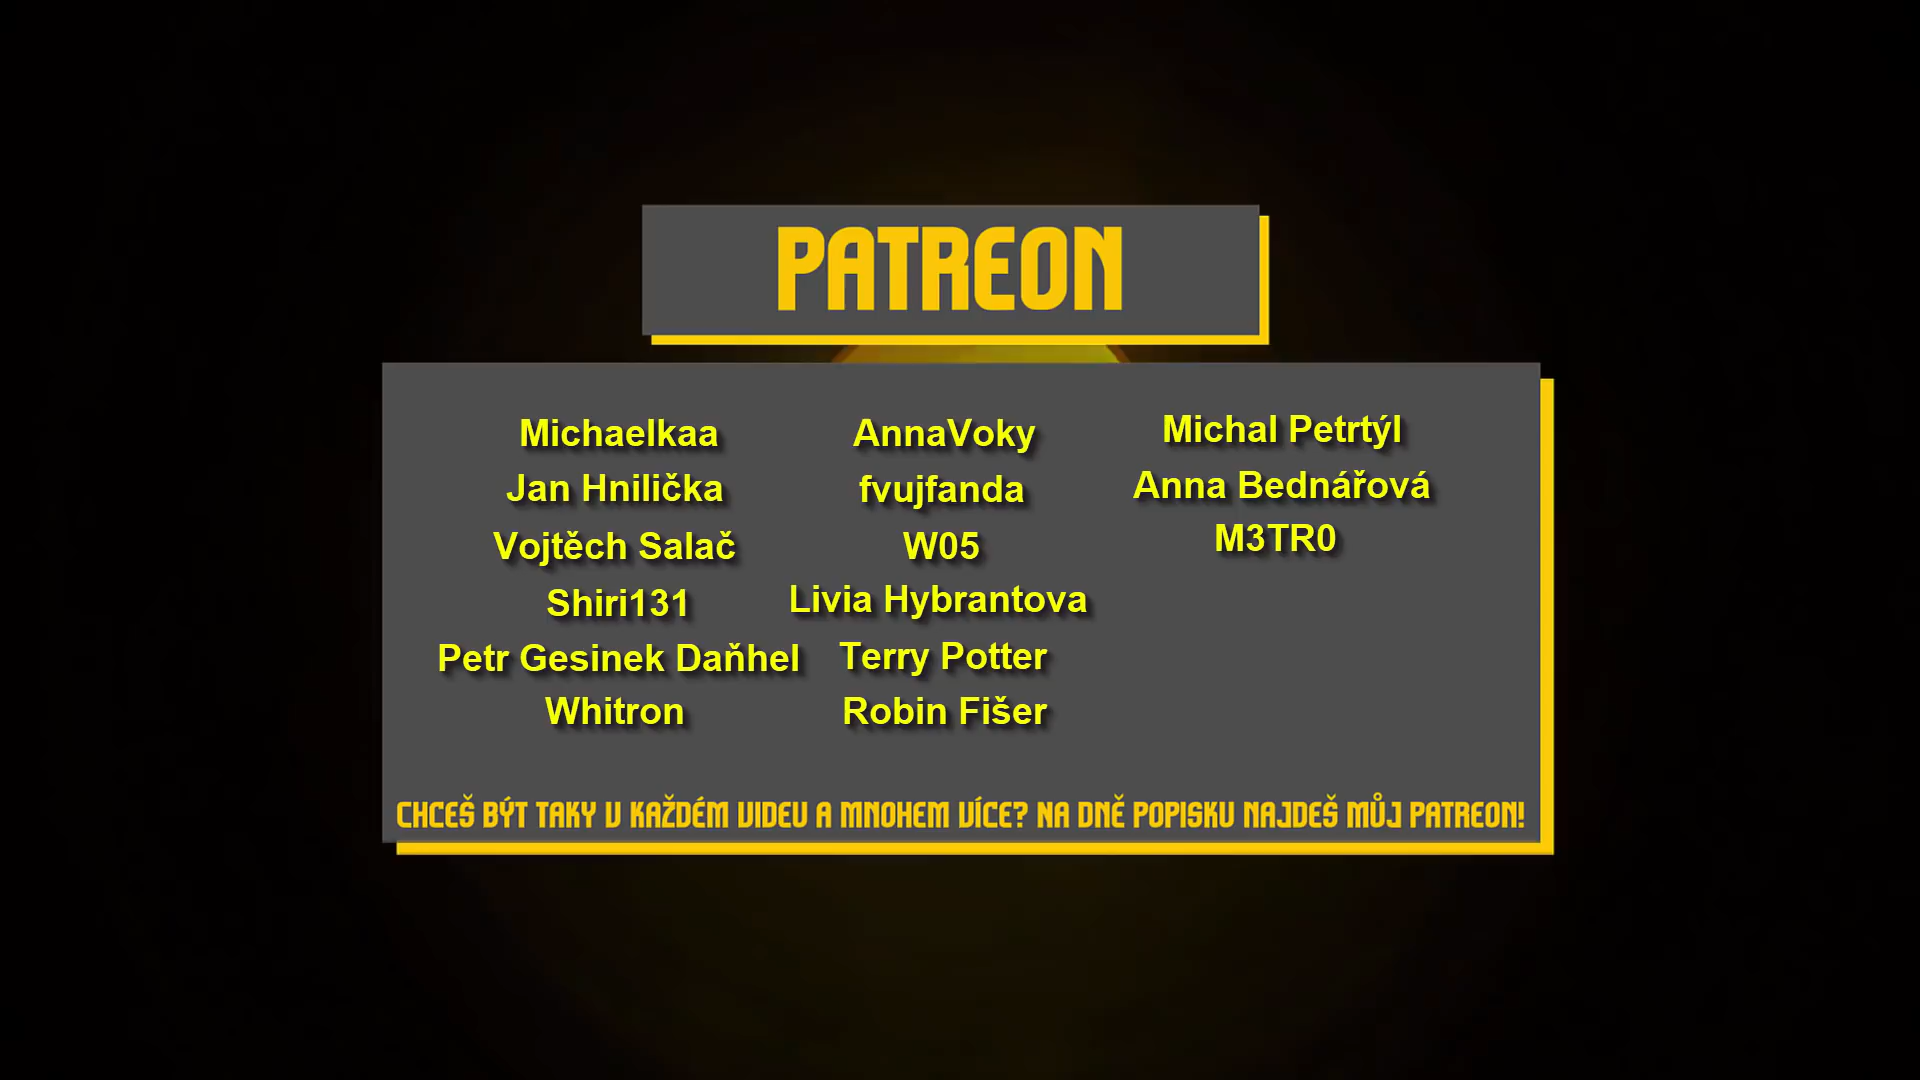 PATREON
Michaelkaa
Jan Hnilička
Vojtěch Salač
Shiri131
Petr Gesinek Daňhel
Whitron
AnnaVoky
fvujfanda
W05
Livia Hybrantova
Terry Potter
Robin Fišer
Michal Petrtýl
Anna Bednářová
M3TR0
CHCEŠ BÝT TAKY V KAŽDÉM VIDEU A MNOHEM VÍCE? NA DNĚ POPISKU NAJDEŠ MŮJ PATREON!